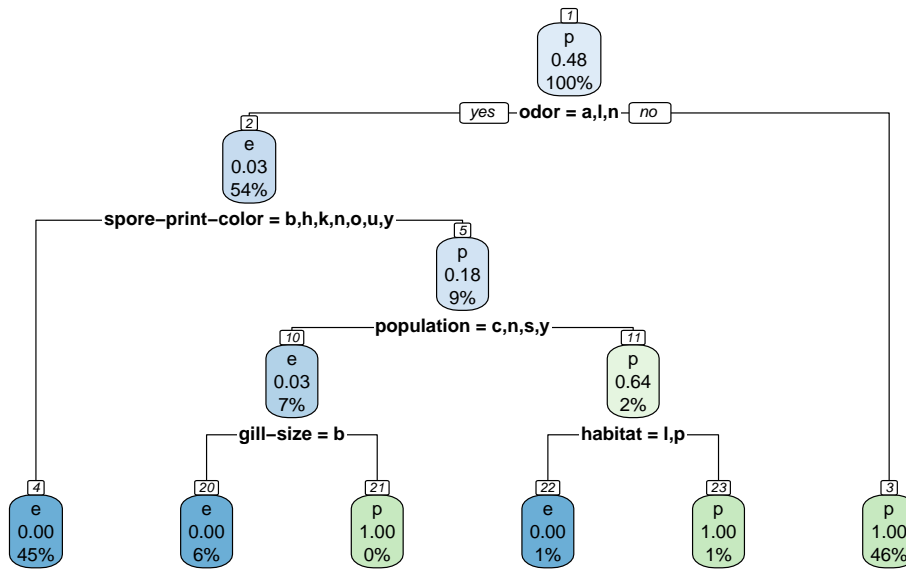 1
p
0.48
100%
yes odor = a,l,n no
2
e
0.03
54%
spore−print−color = b,h,k,n,o,u,y
5
p
0.18
9%
population = c,n,s,y
10
e
0.03
7%
11
p
0.64
2%
gill−size = b
habitat = l,p
4
e
0.00
45%
20
e
0.00
6%
21
p
1.00
0%
22
e
0.00
1%
23
p
1.00
1%
3
p
1.00
46%